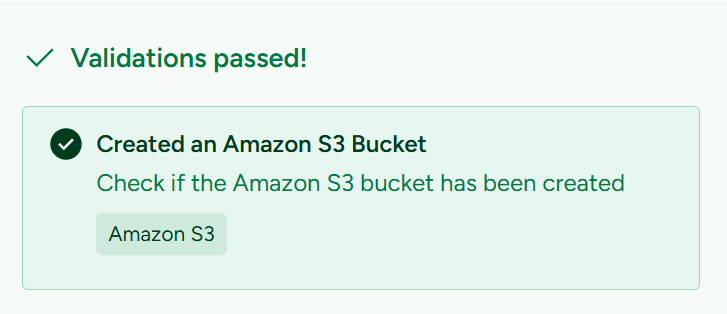 Validations passed!
Created an Amazon S3 Bucket
Check if the Amazon S3 bucket has been created
Amazon S3